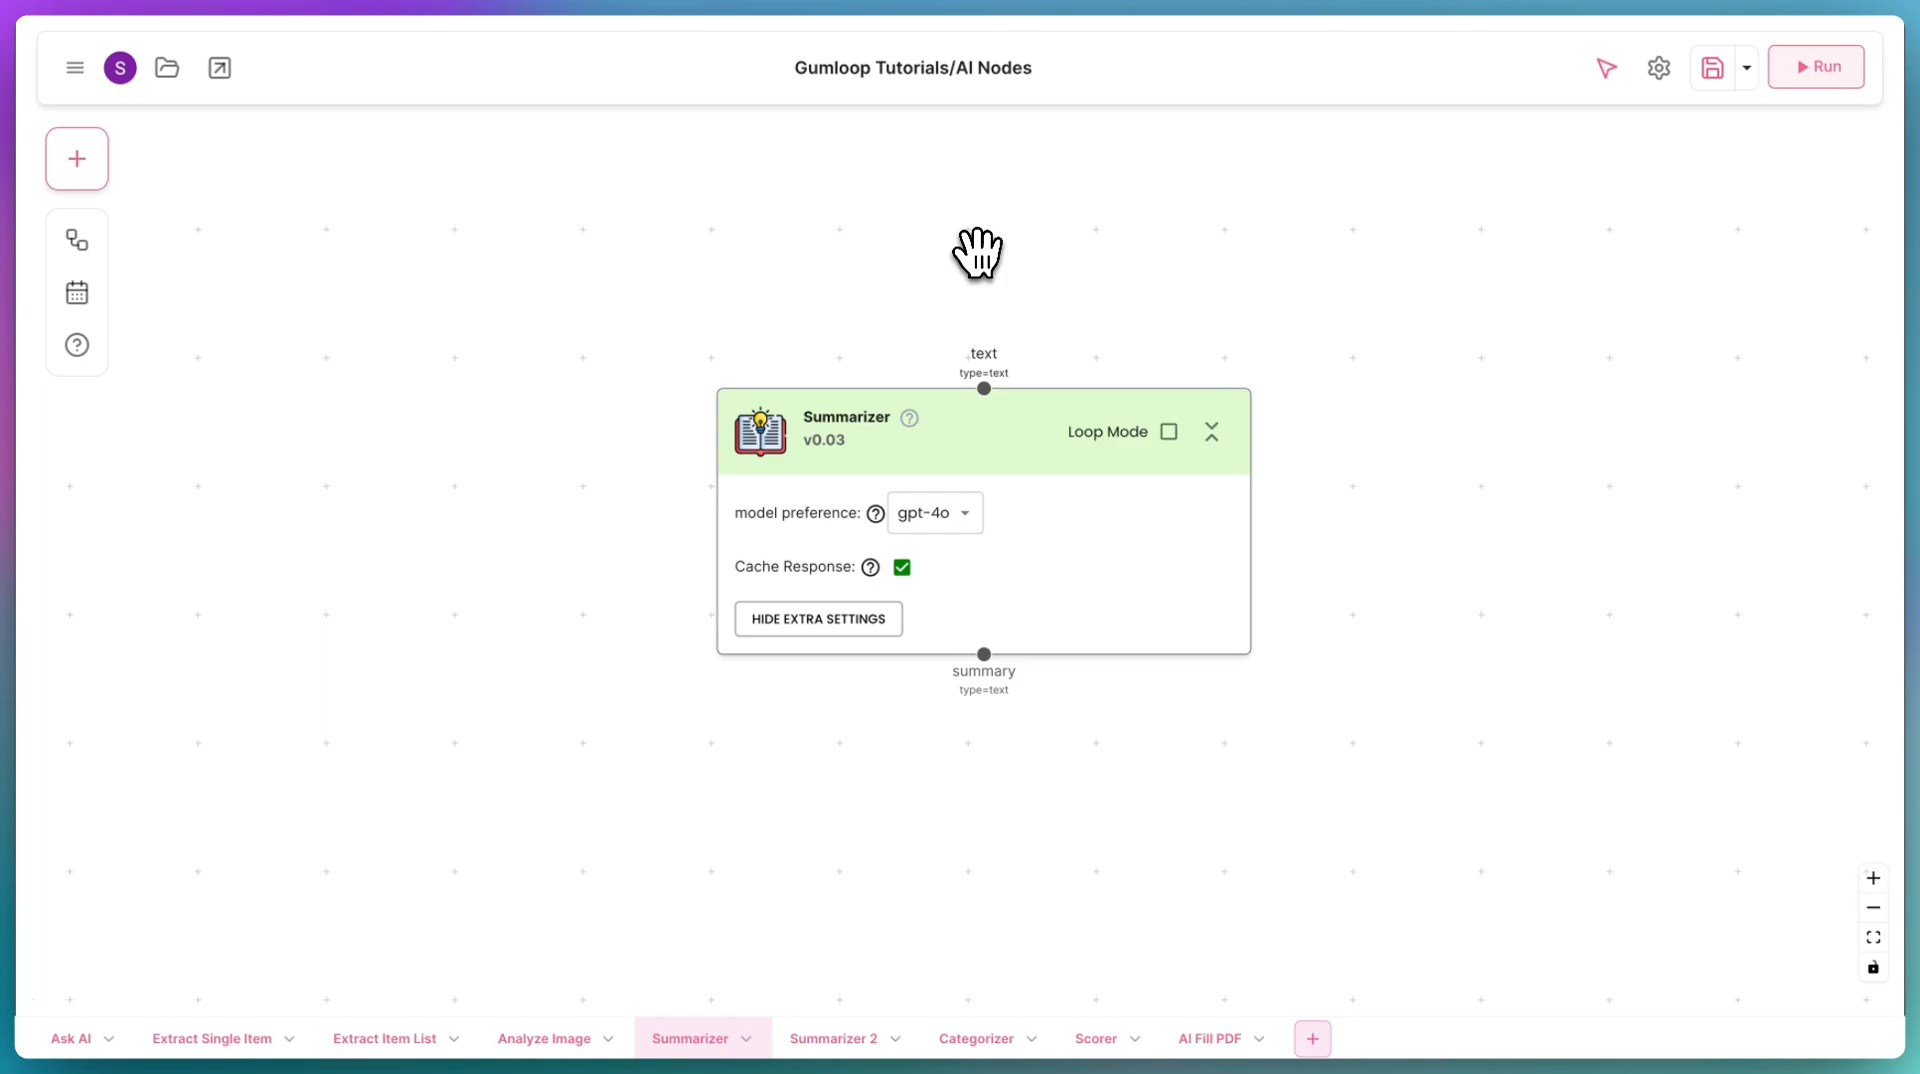 S
Gumloop Tutorials/AI Nodes
Run
text
type=text
Summarizer
v0.03
Loop Mode
model preference: gpt-4o
Cache Response:
HIDE EXTRA SETTINGS
summary
type=text
Ask AI Extract Single Item Extract Item List Analyze Image Summarizer Summarizer 2 Categorizer Scorer AI Fill PDF